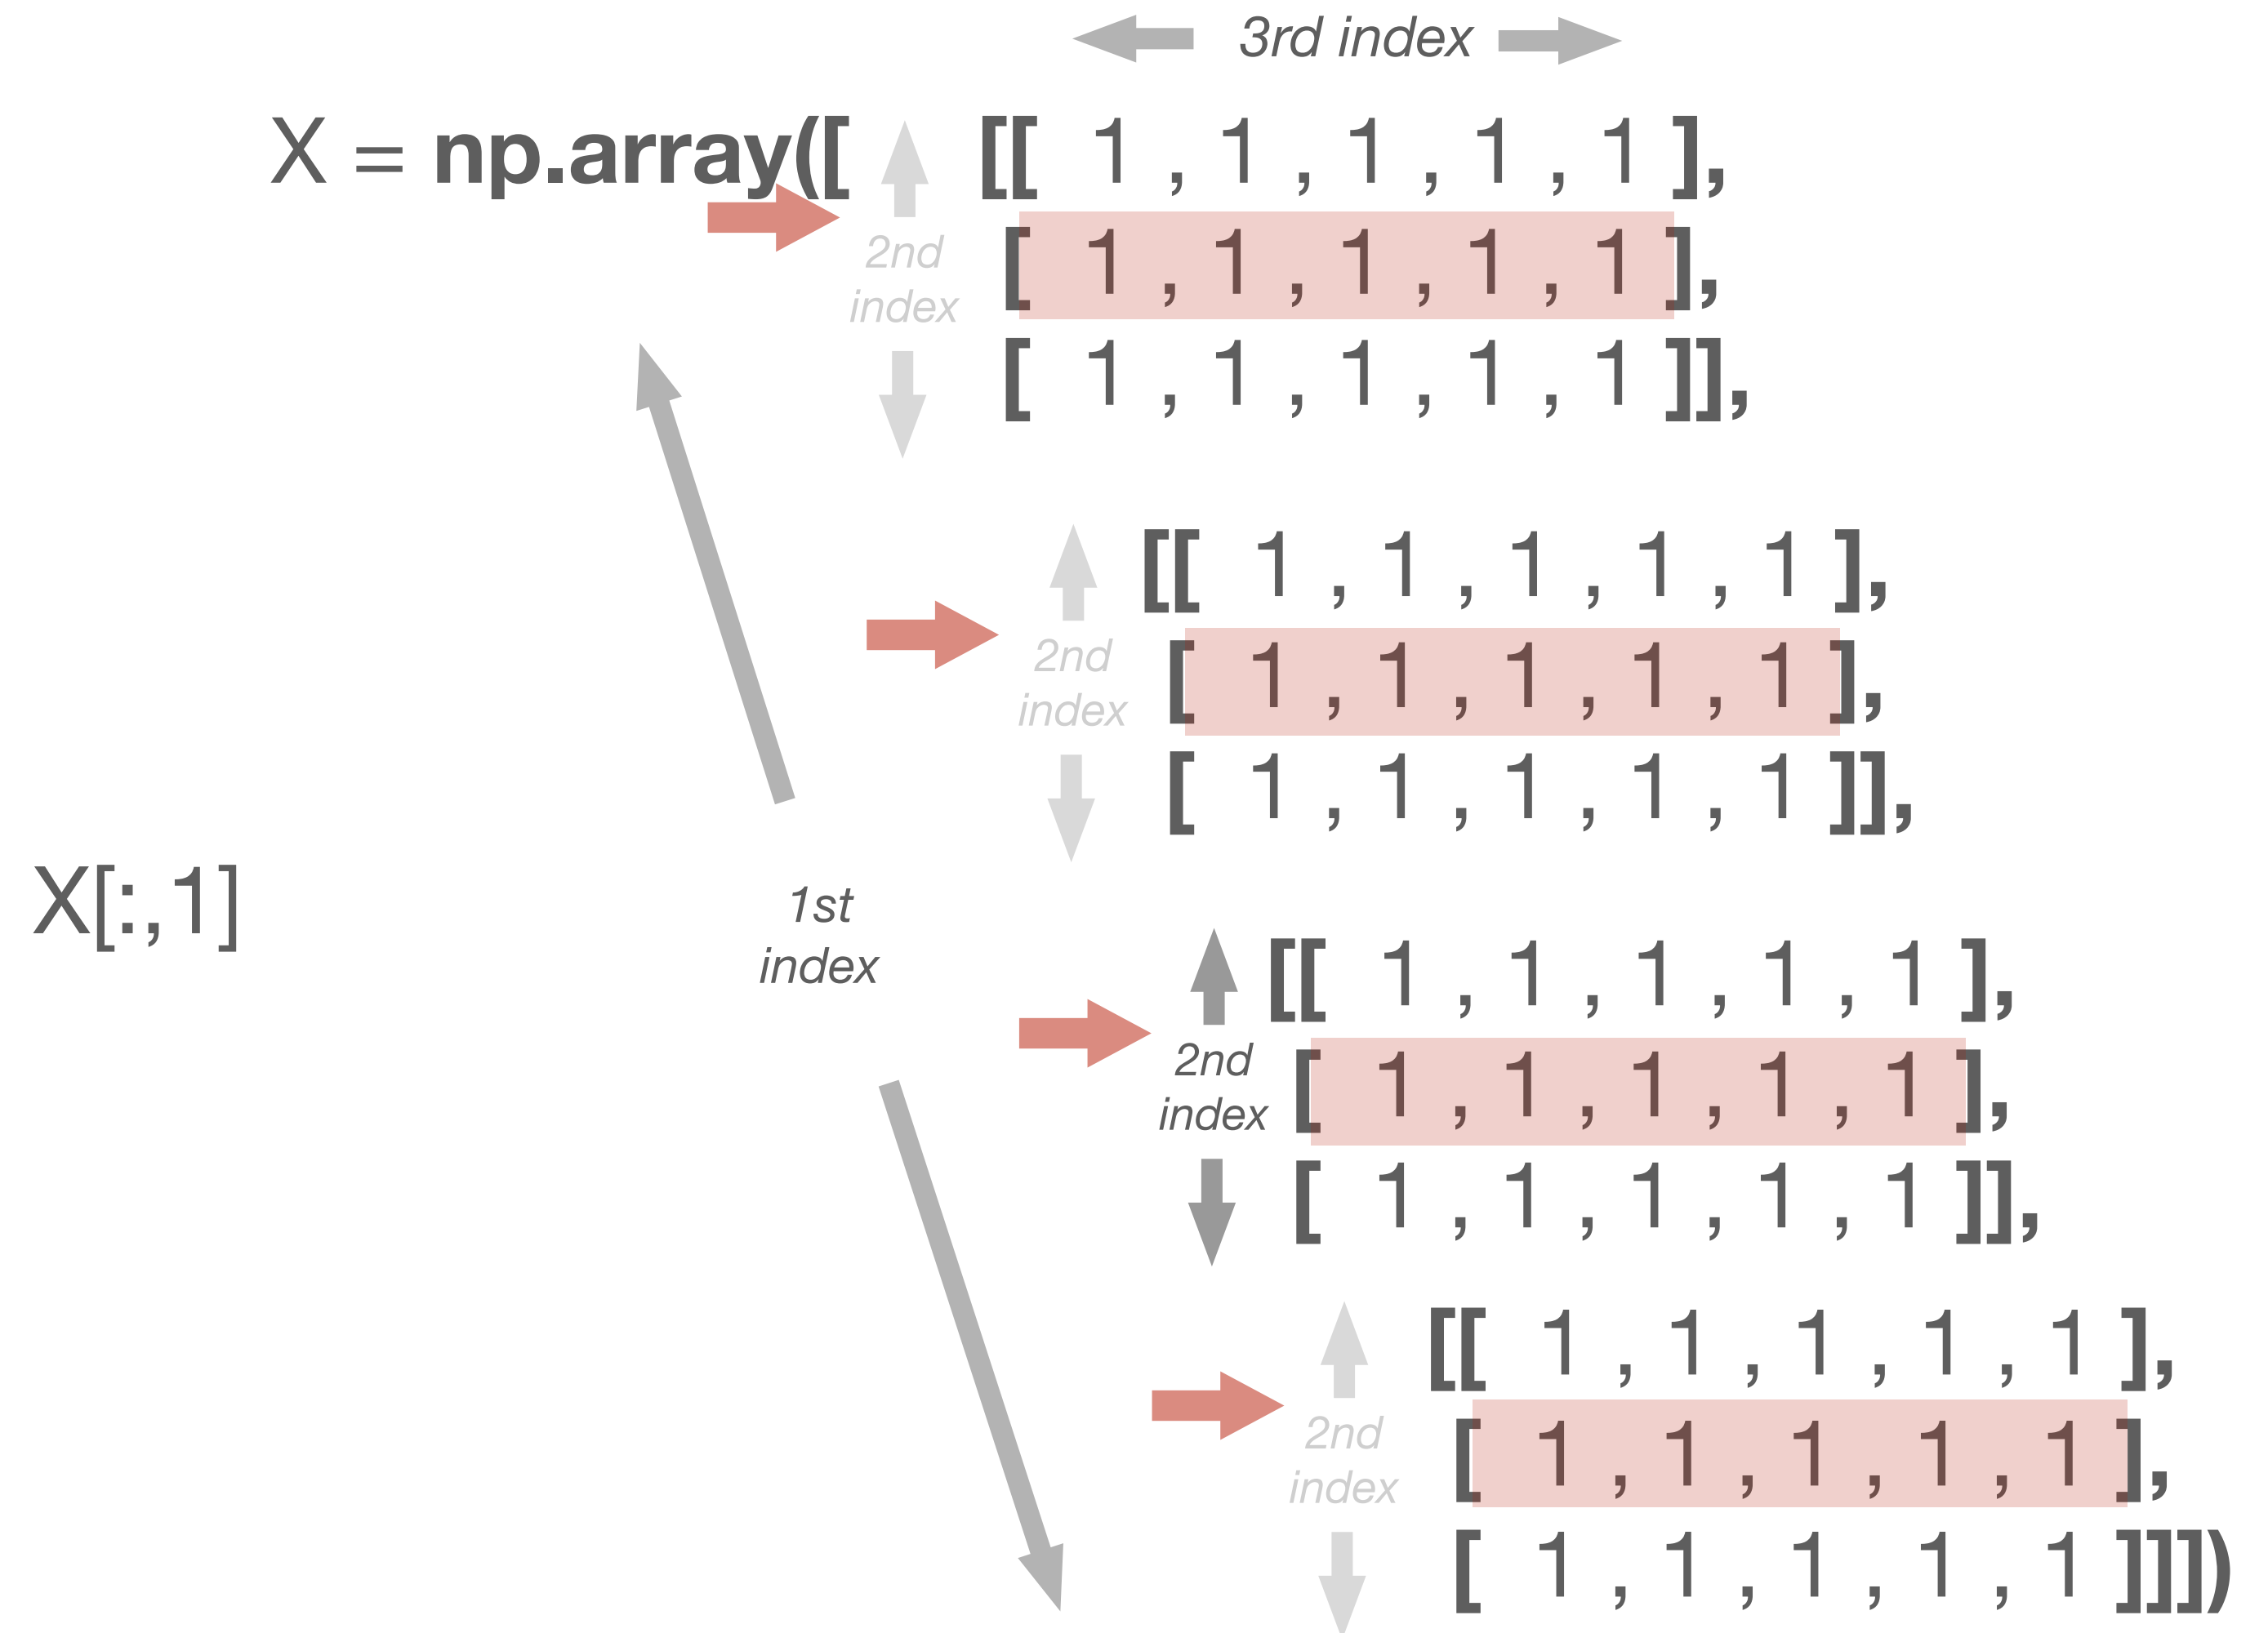 3rd index
X = np.array([ [[ 1 , 1 , 1 , 1 , 1 ],
2nd
index
[ 1 , 1 , 1 , 1 , 1 ],
[ 1 , 1 , 1 , 1 , 1 ]],
[[ 1 , 1 , 1 , 1 , 1 ],
2nd
index
[ 1 , 1 , 1 , 1 , 1 ],
[ 1 , 1 , 1 , 1 , 1 ]],
X[:,1]
1st
index
[[ 1 , 1 , 1 , 1 , 1 ],
2nd
index
[ 1 , 1 , 1 , 1 , 1 ],
[ 1 , 1 , 1 , 1 , 1 ]],
[[ 1 , 1 , 1 , 1 , 1 ],
2nd
index
[ 1 , 1 , 1 , 1 , 1 ],
[ 1 , 1 , 1 , 1 , 1 ]]])